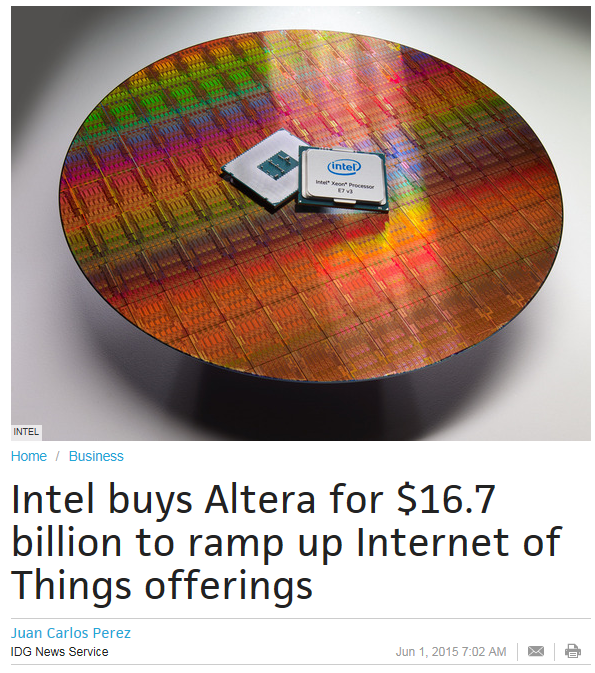 intel
Intel® Xeon® Processor
E7 v3
INTEL
Home / Business
Intel buys Altera for $16.7
billion to ramp up Internet of
Things offerings
Juan Carlos Perez
IDG News Service
Jun 1, 2015 7:02 AM